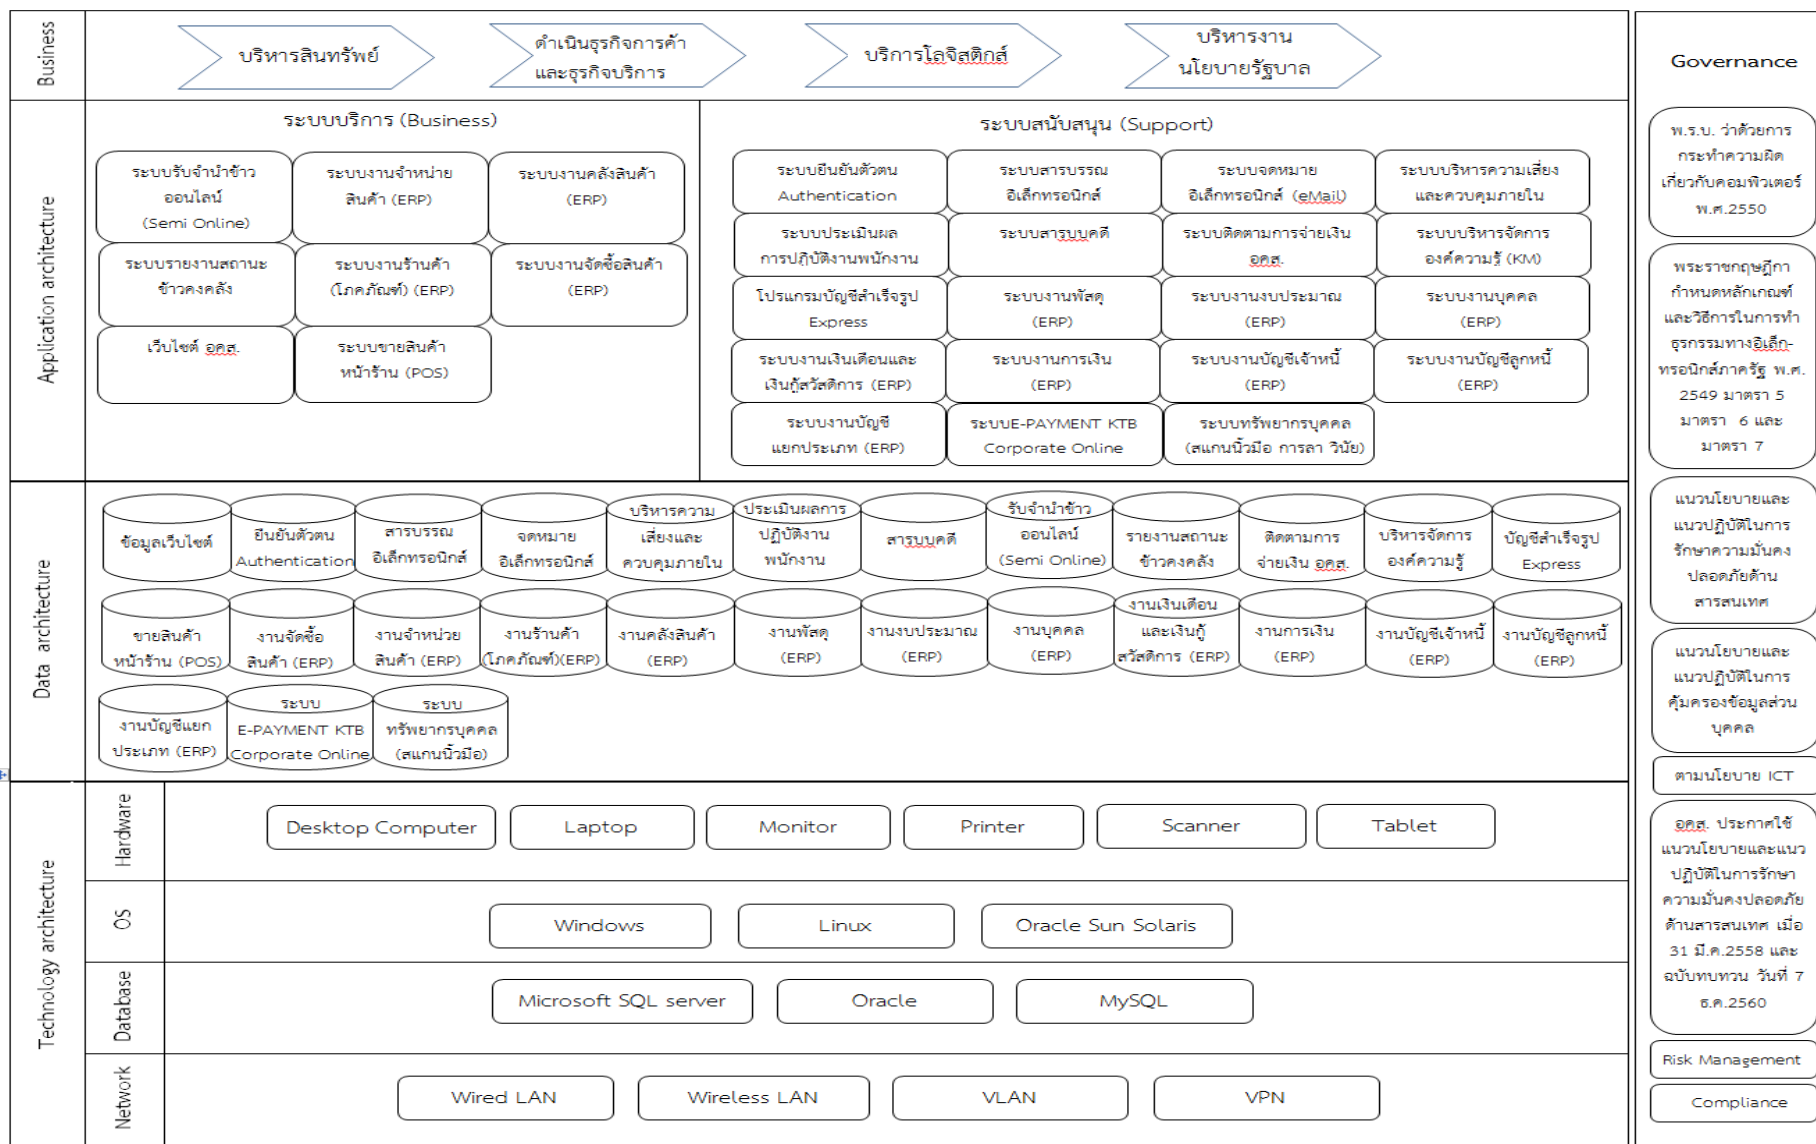 Business
บริหารสินทรัพย์
ดำเนินธุรกิจการค้า
และธุรกิจบริการ
บริการโลจิสติกส์
บริหารงาน
นโยบายรัฐบาล
Application architecture
ระบบบริการ (Business)
ระบบรับจำนำข้าว
ออนไลน์
(Semi Online)
ระบบงานจำหน่าย
สินค้า (ERP)
ระบบงานคลังสินค้า
(ERP)
ระบบรายงานสถานะ
ข้าวคงคลัง
ระบบงานร้านค้า
(โภคภัณฑ์) (ERP)
ระบบงานจัดซื้อสินค้า
(ERP)
เว็บไซต์ อคส.
ระบบขายสินค้า
หน้าร้าน (POS)
ระบบสนับสนุน (Support)
ระบบยืนยันตัวตน
Authentication
ระบบสารบรรณ
อิเล็กทรอนิกส์
ระบบจดหมาย
อิเล็กทรอนิกส์ (eMail)
ระบบบริหารความเสี่ยง
และควบคุมภายใน
ระบบประเมินผล
การปฏิบัติงานพนักงาน
ระบบสารบบคดี
ระบบติดตามการจ่ายเงิน
อคส.
ระบบบริหารจัดการ
องค์ความรู้ (KM)
โปรแกรมบัญชีสำเร็จรูป
Express
ระบบงานพัสดุ
(ERP)
ระบบงานงบประมาณ
(ERP)
ระบบงานบุคคล
(ERP)
ระบบงานเงินเดือนและ
เงินกู้สวัสดิการ (ERP)
ระบบงานการเงิน
(ERP)
ระบบงานบัญชีเจ้าหนี้
(ERP)
ระบบงานบัญชีลูกหนี้
(ERP)
ระบบงานบัญชี
แยกประเภท (ERP)
ระบบE-PAYMENT KTB
Corporate Online
ระบบทรัพยากรบุคคล
(สแกนนิ้วมือ การลา วินัย)
Data architecture
ข้อมูลเว็บไซต์
ยืนยันตัวตน
Authentication
สารบรรณ
อิเล็กทรอนิกส์
จดหมาย
อิเล็กทรอนิกส์
บริหารความ
เสี่ยงและ
ควบคุมภายใน
ประเมินผลการ
ปฏิบัติงาน
พนักงาน
สารบบคดี
รับจำนำข้าว
ออนไลน์
(Semi Online)
รายงานสถานะ
ข้าวคงคลัง
ติดตามการ
จ่ายเงิน อคส.
บริหารจัดการ
องค์ความรู้
บัญชีสำเร็จรูป
Express
ขายสินค้า
หน้าร้าน (POS)
งานจัดซื้อ
สินค้า (ERP)
งานจำหน่วย
สินค้า (ERP)
งานร้านค้า
(โภคภัณฑ์)(ERP)
งานคลังสินค้า
(ERP)
งานพัสดุ
(ERP)
งานงบประมาณ
(ERP)
งานบุคคล
(ERP)
งานเงินเดือน
และเงินกู้
สวัสดิการ (ERP)
งานการเงิน
(ERP)
งานบัญชีเจ้าหนี้
(ERP)
งานบัญชีลูกหนี้
(ERP)
งานบัญชีแยก
ประเภท (ERP)
ระบบ
E-PAYMENT KTB
Corporate Online
ระบบ
ทรัพยากรบุคคล
(สแกนนิ้วมือ)
Technology architecture
Hardware
Desktop Computer
Laptop
Monitor
Printer
Scanner
Tablet
OS
Windows
Linux
Oracle Sun Solaris
Database
Microsoft SQL server
Oracle
MySQL
Network
Wired LAN
Wireless LAN
VLAN
VPN
Governance
พ.ร.บ. ว่าด้วยการ
กระทำความผิด
เกี่ยวกับคอมพิวเตอร์
พ.ศ.2550
พระราชกฤษฎีกา
กำหนดหลักเกณฑ์
และวิธีการในการทำ
ธุรกรรมทางอิเล็ก-
ทรอนิกส์ภาครัฐ พ.ศ.
2549 มาตรา 5
มาตรา 6 และ
มาตรา 7
แนวนโยบายและ
แนวปฏิบัติในการ
รักษาความมั่นคง
ปลอดภัยด้าน
สารสนเทศ
แนวนโยบายและ
แนวปฏิบัติในการ
คุ้มครองข้อมูลส่วน
บุคคล
ตามนโยบาย ICT
อคส. ประกาศใช้
แนวนโยบายและแนว
ปฏิบัติในการรักษา
ความมั่นคงปลอดภัย
ด้านสารสนเทศ เมื่อ
31 มี.ค.2558 และ
ฉบับทบทวน วันที่ 7
ธ.ค.2560
Risk Management
Compliance